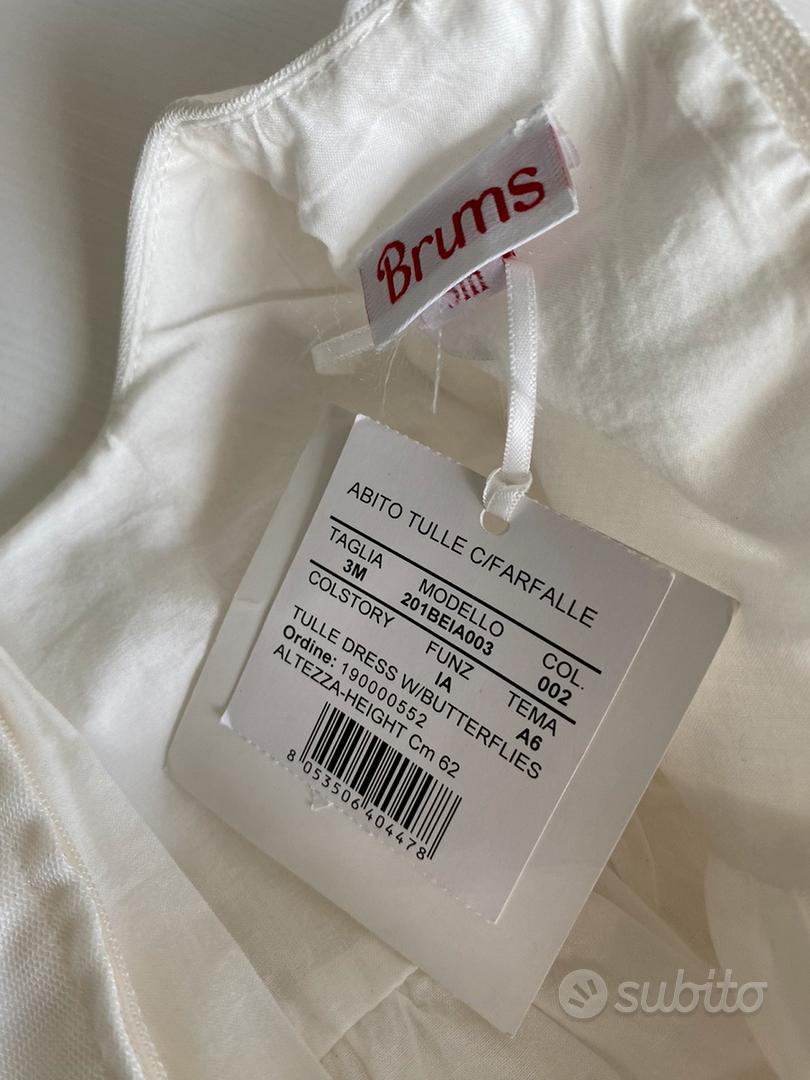 Brums
3m
ABITO TULLE C/FARFALLE
TAGLIA MODELLO COL.
3M 201BEIA003 002
COLSTORY FUNZ TEMA
IA A6
TULLE DRESS W/BUTTERFLIES
Ordine: 190000552
ALTEZZA-HEIGHT Cm 62
8 053506 404478
subito